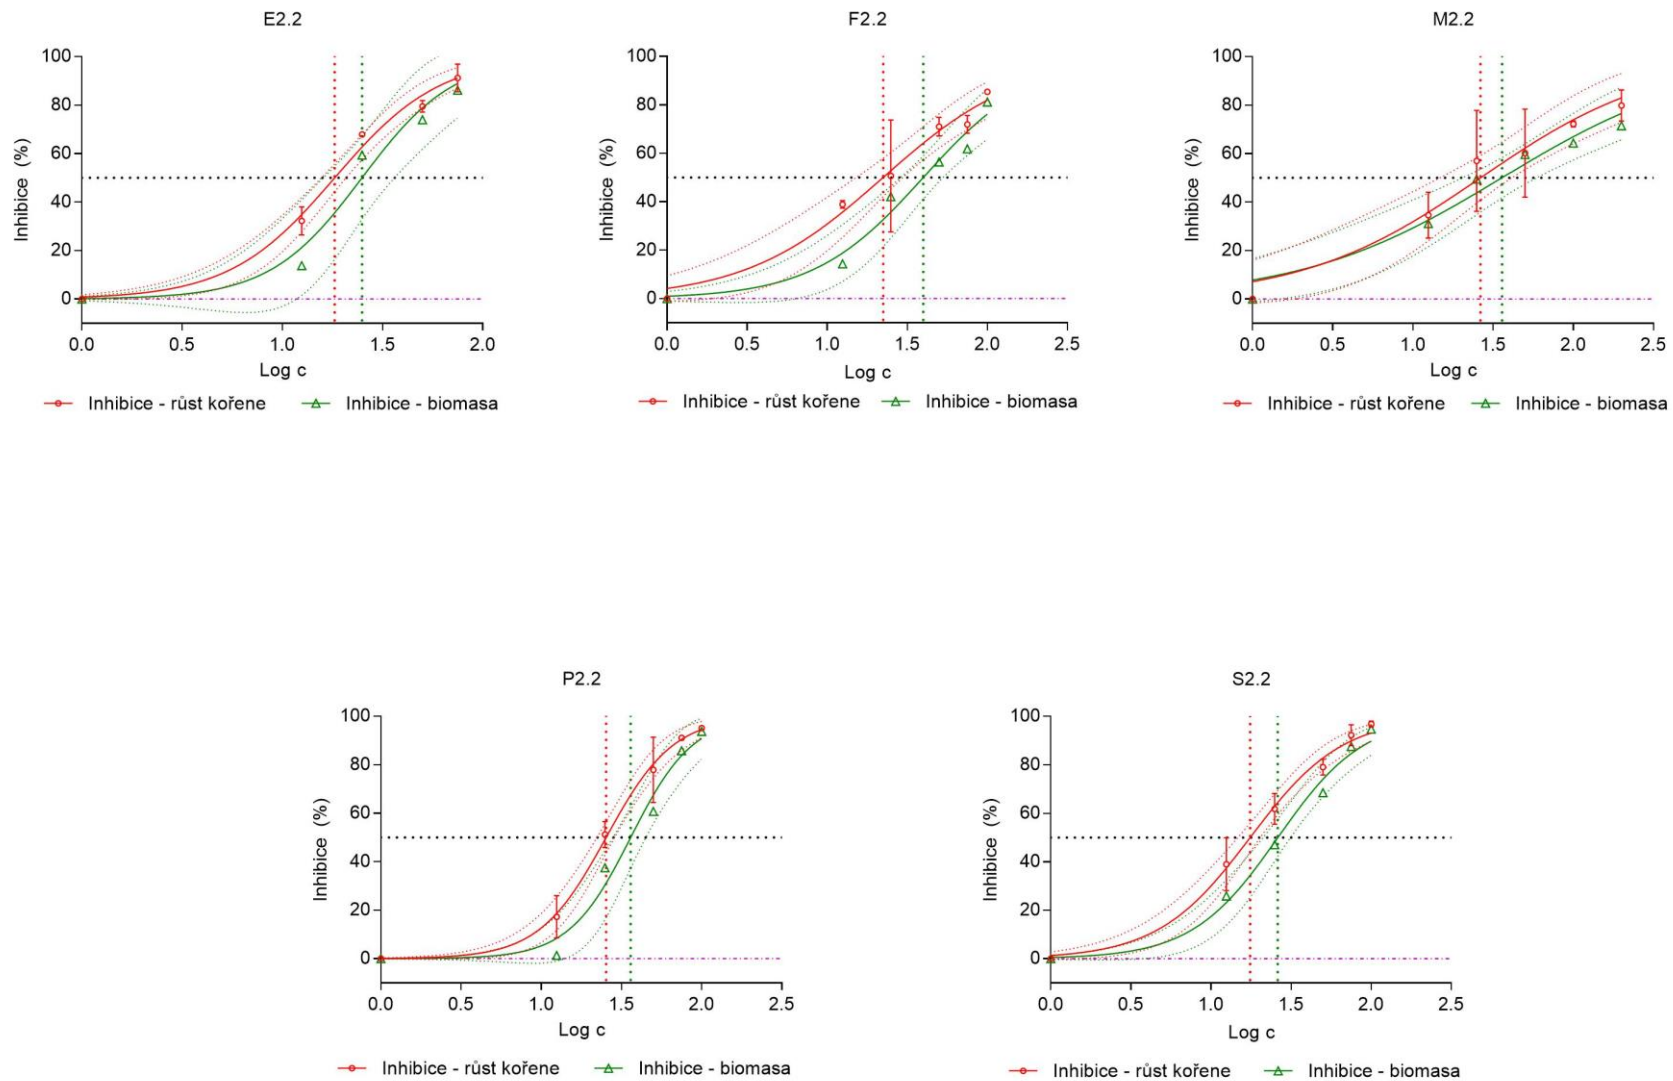 E2.2
Inhibice (%)
100
80
60
40
20
0
0.0 0.5 1.0 1.5 2.0
Log c
Inhibice - růst kořene Inhibice - biomasa
F2.2
Inhibice (%)
100
80
60
40
20
0
0.0 0.5 1.0 1.5 2.0 2.5
Log c
Inhibice - růst kořene Inhibice - biomasa
M2.2
Inhibice (%)
100
80
60
40
20
0
0.0 0.5 1.0 1.5 2.0 2.5
Log c
Inhibice - růst kořene Inhibice - biomasa
P2.2
Inhibice (%)
100
80
60
40
20
0
0.0 0.5 1.0 1.5 2.0 2.5
Log c
Inhibice - růst kořene Inhibice - biomasa
S2.2
Inhibice (%)
100
80
60
40
20
0
0.0 0.5 1.0 1.5 2.0 2.5
Log c
Inhibice - růst kořene Inhibice - biomasa